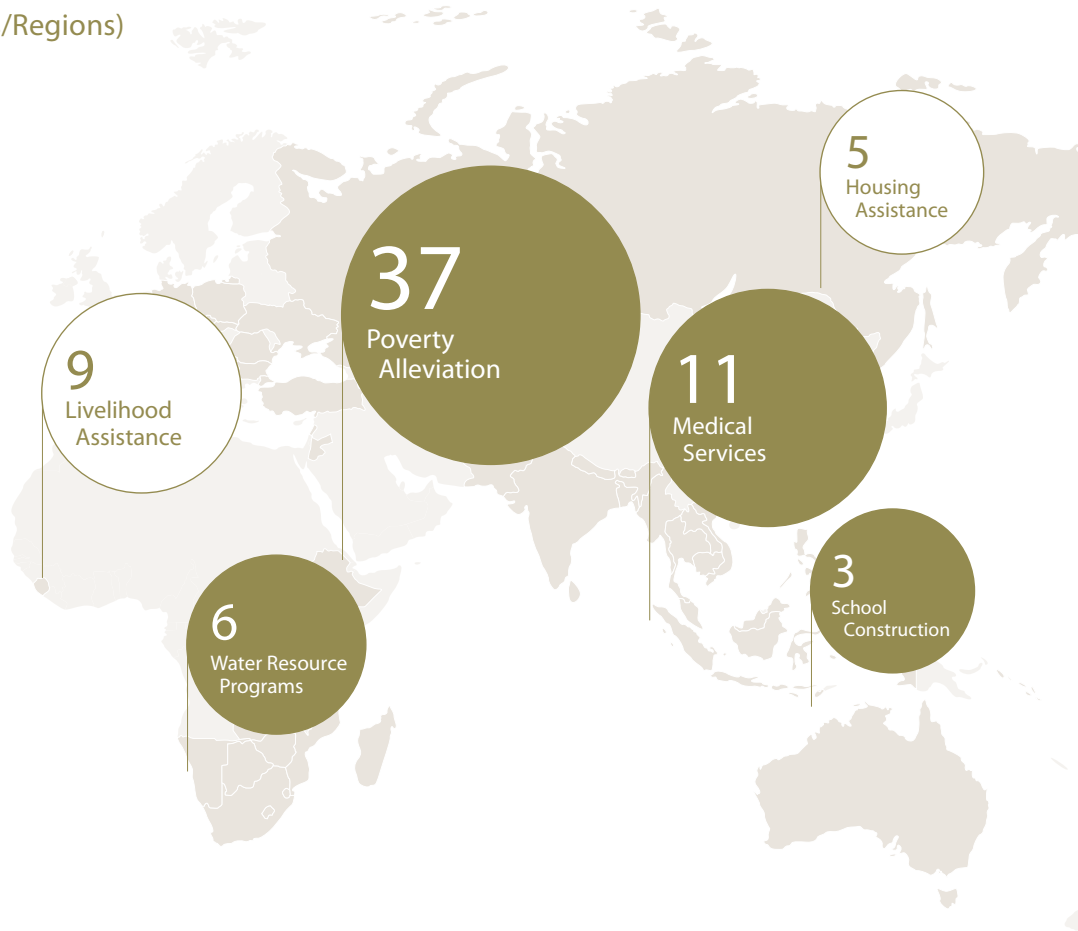 /Regions)
5
Housing
Assistance
37
Poverty
Alleviation
9
Livelihood
Assistance
11
Medical
Services
3
School
Construction
6
Water Resource
Programs